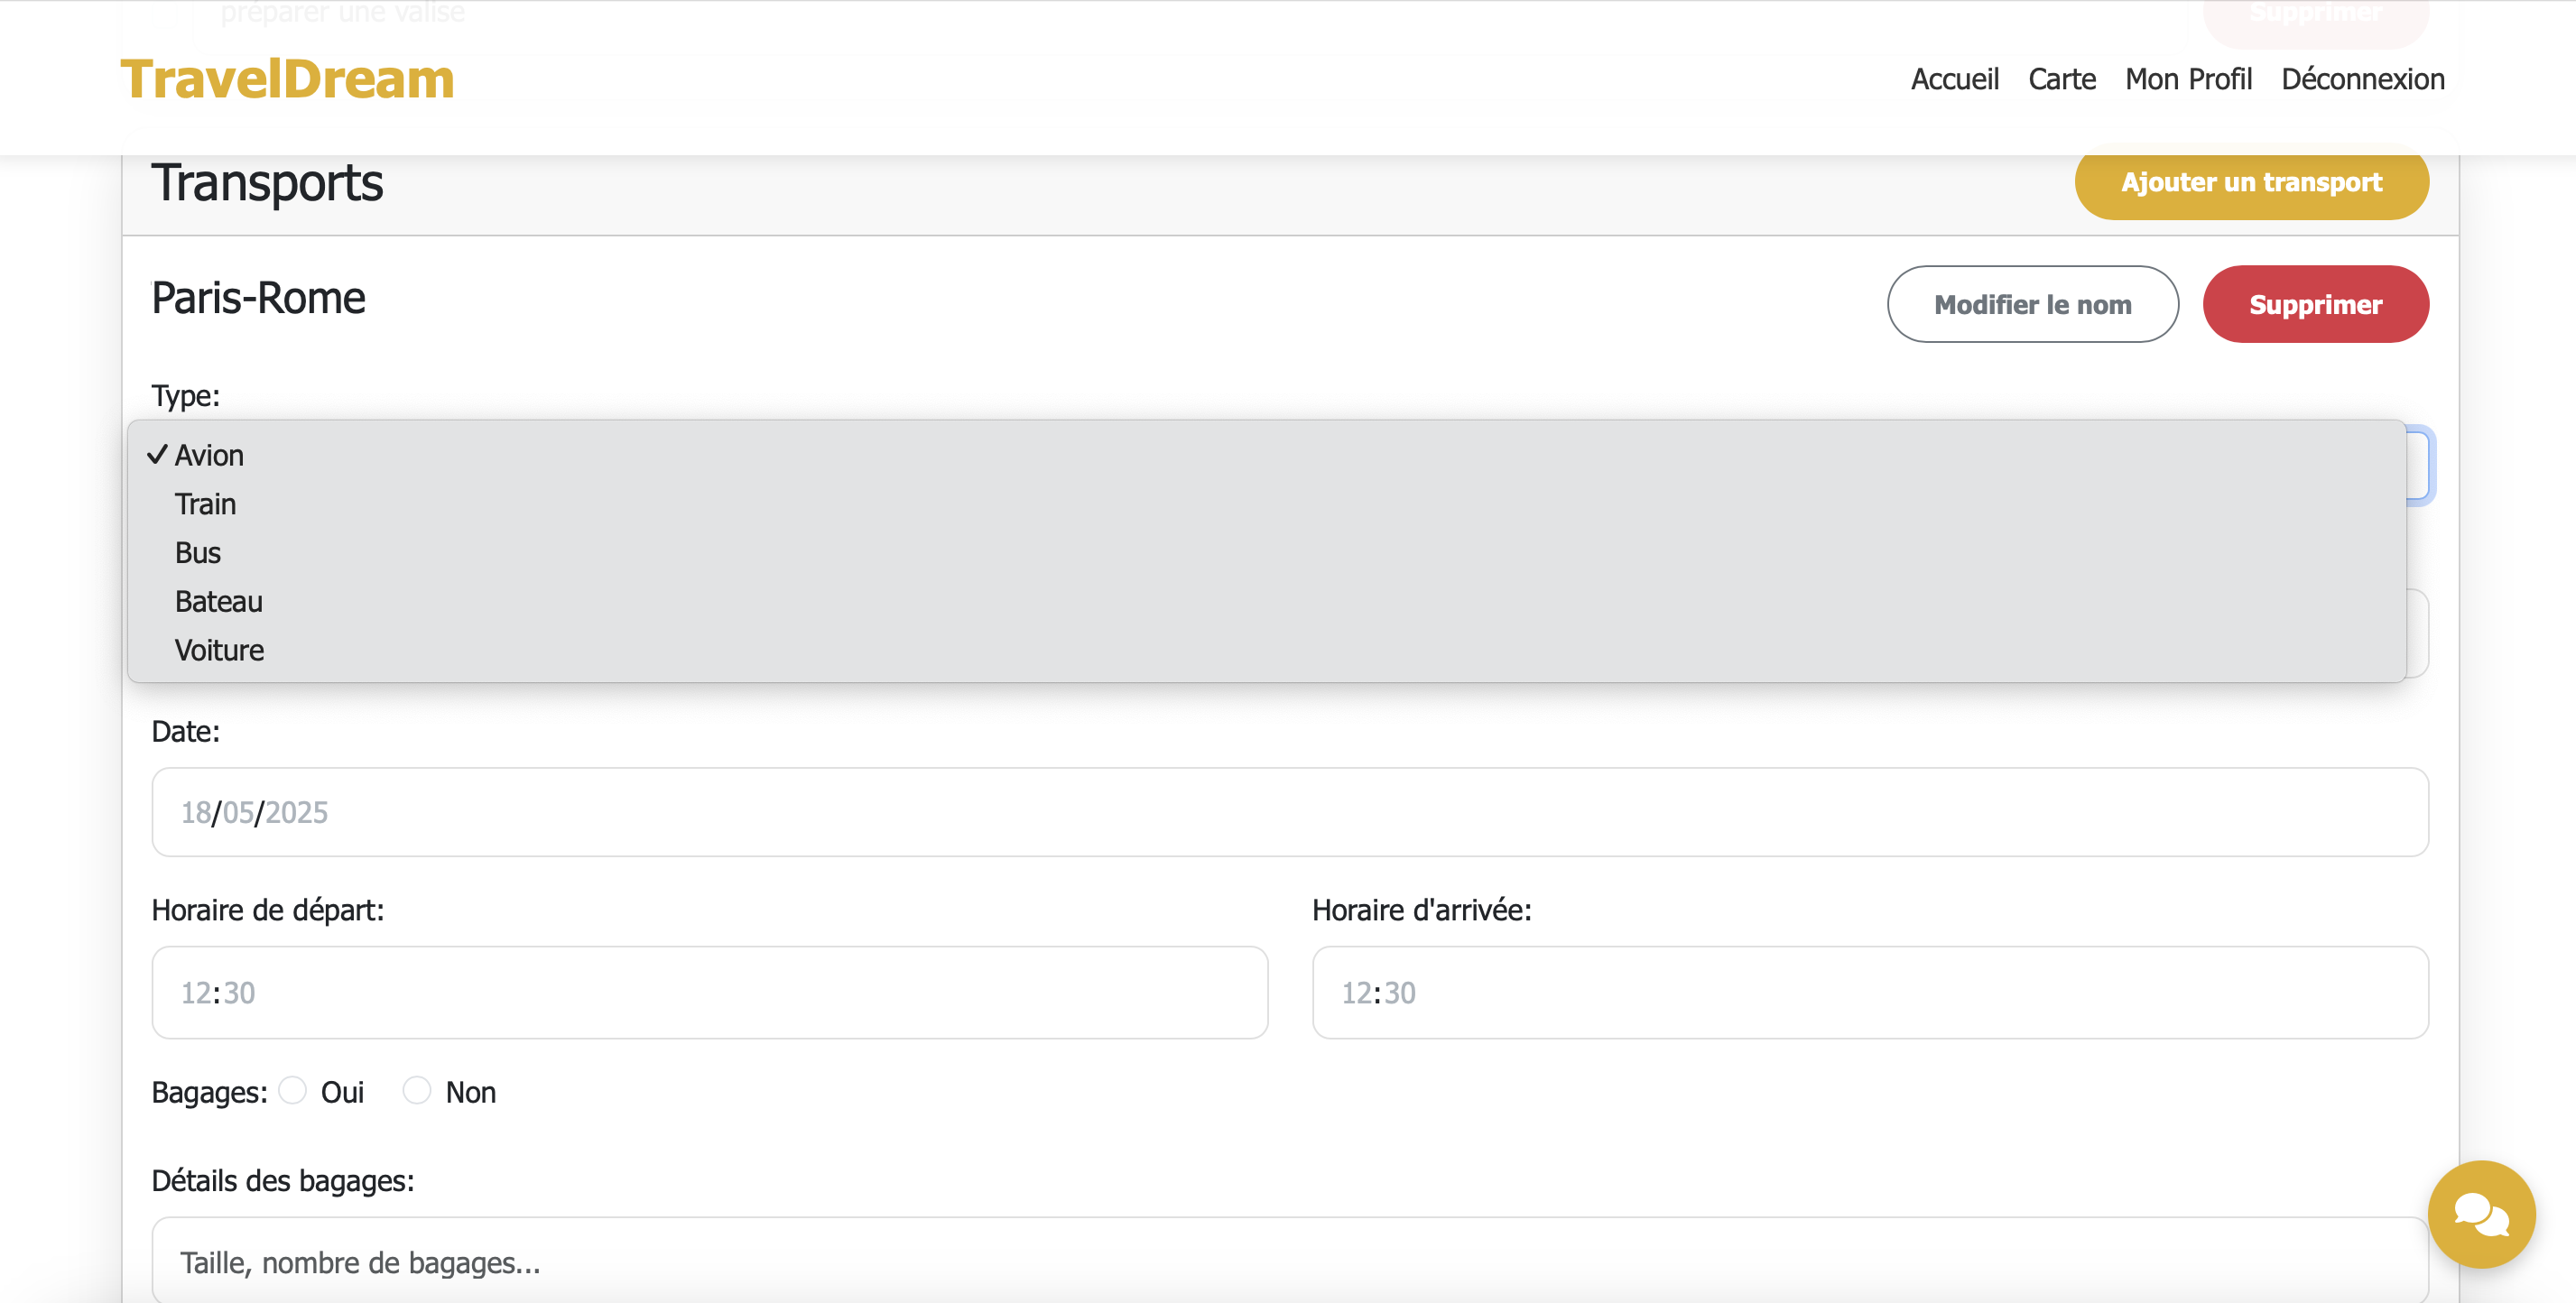 préparer une valise
Supprimer
TravelDream
Accueil Carte Mon Profil Déconnexion
Transports
Ajouter un transport
Paris-Rome
Modifier le nom
Supprimer
Type:
✓ Avion
Train
Bus
Bateau
Voiture
Date:
18/05/2025
Horaire de départ:
Horaire d'arrivée:
12:30
12:30
Bagages: Oui Non
Détails des bagages:
Taille, nombre de bagages...